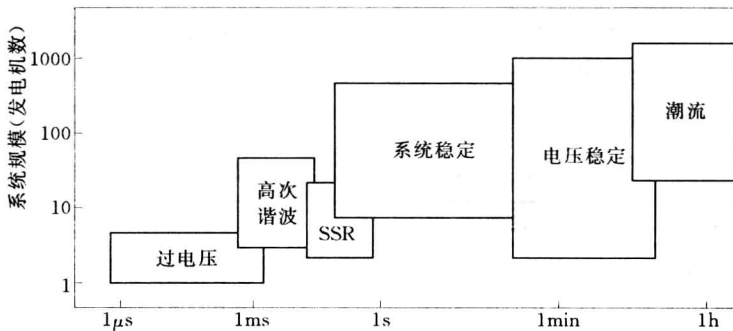 系统规模(发电机数)
1000
100
10
1
过电压
高次
谐波
SSR
系统稳定
电压稳定
潮流
1μs
1ms
1s
1min
1h